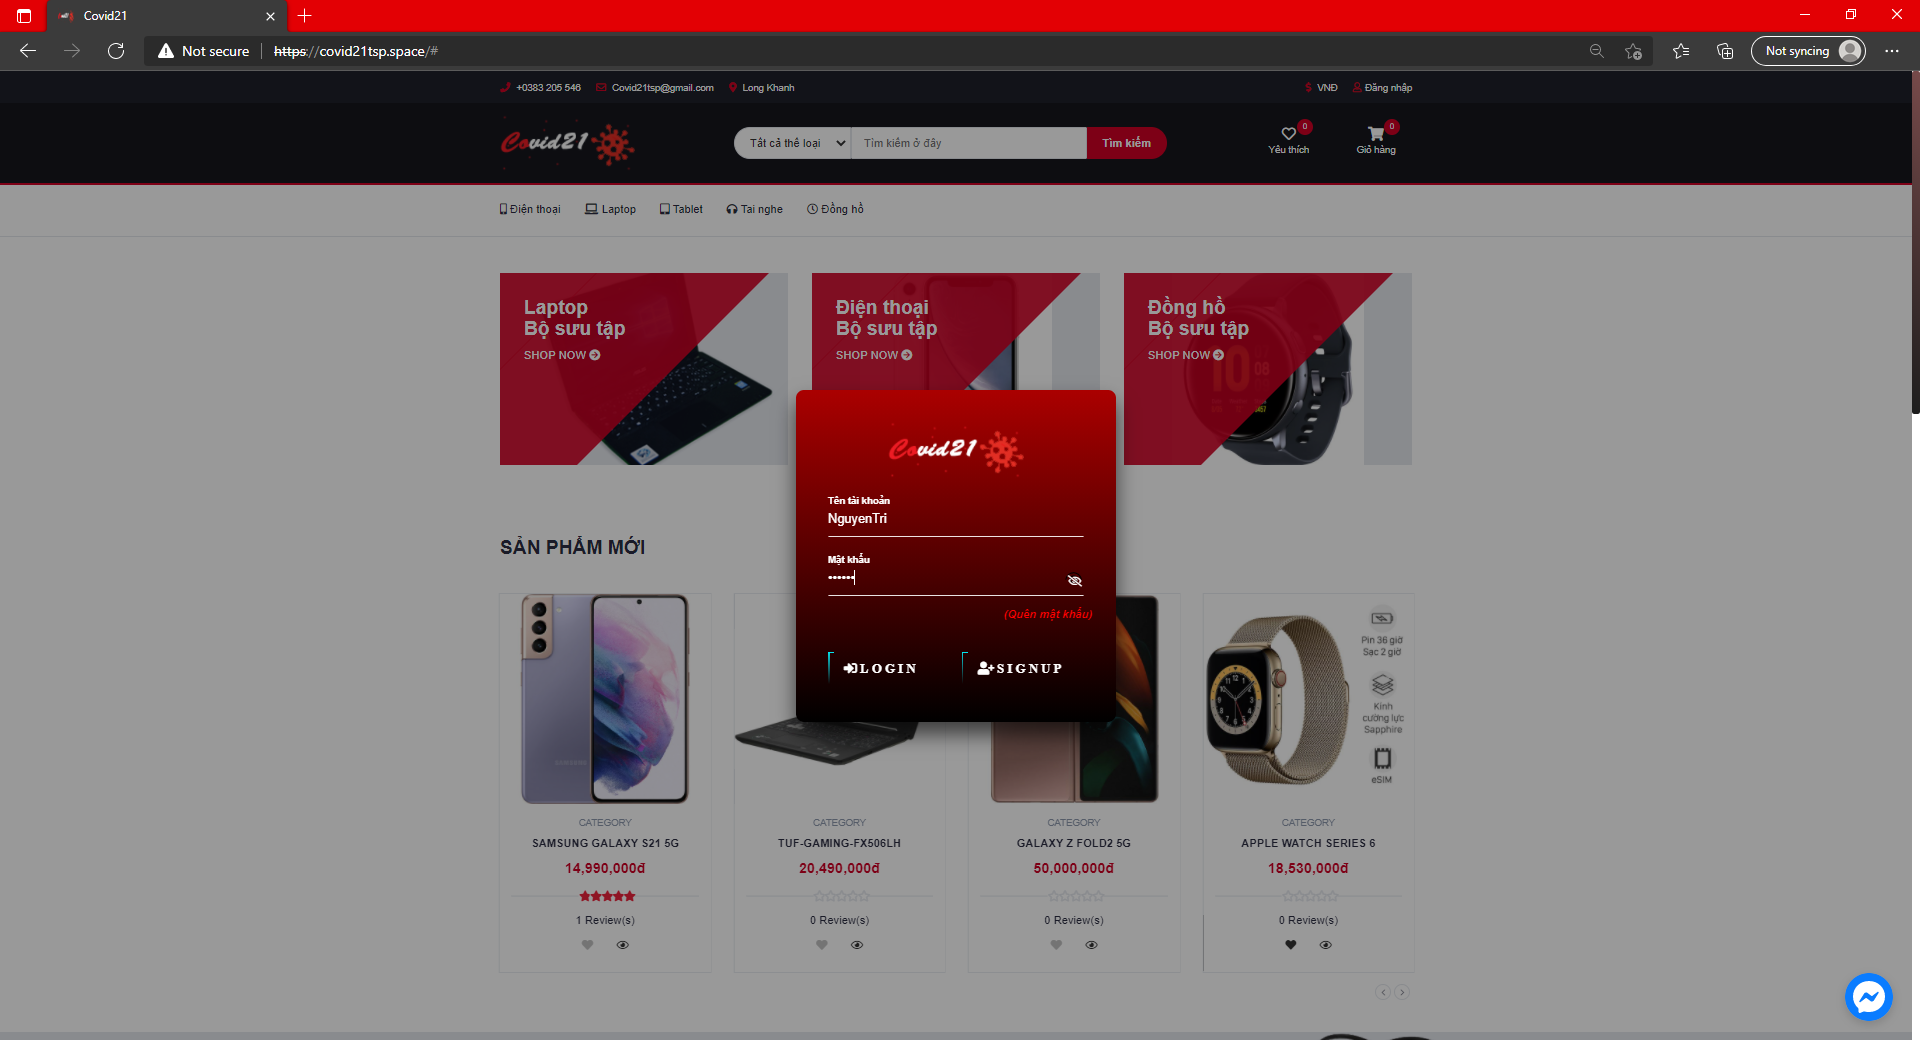 Covid21
Not secure
https://covid21tsp.space/#
Not syncing
+0383 205 546
Covid21tsp@gmail.com
Long Khanh
$ VNĐ
Đăng nhập
Covid21
Tất cả thể loại
Tìm kiếm ở đây
Tìm kiếm
0
Yêu thích
0
Giỏ hàng
Điện thoại
Laptop
Tablet
Tai nghe
Đồng hồ
Laptop
Bộ sưu tập
SHOP NOW
Điện thoại
Bộ sưu tập
SHOP NOW
Đồng hồ
Bộ sưu tập
SHOP NOW
10
08
Covid21
Tên tài khoản
NguyenTri
Mật khẩu
••••••
(Quên mật khẩu)
LOGIN
SIGNUP
SẢN PHẨM MỚI
SAMSUNG
Pin 36 giờ
Sạc 2 giờ
Kính
cường lực
Sapphire
eSIM
CATEGORY
SAMSUNG GALAXY S21 5G
14,990,000đ
1 Review(s)
CATEGORY
TUF-GAMING-FX506LH
20,490,000đ
0 Review(s)
CATEGORY
GALAXY Z FOLD2 5G
50,000,000đ
0 Review(s)
CATEGORY
APPLE WATCH SERIES 6
18,530,000đ
0 Review(s)